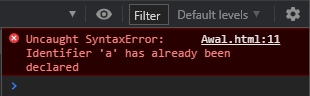 Filter Default levels
Uncaught SyntaxError: Awal.html:11
Identifier 'a' has already been
declared